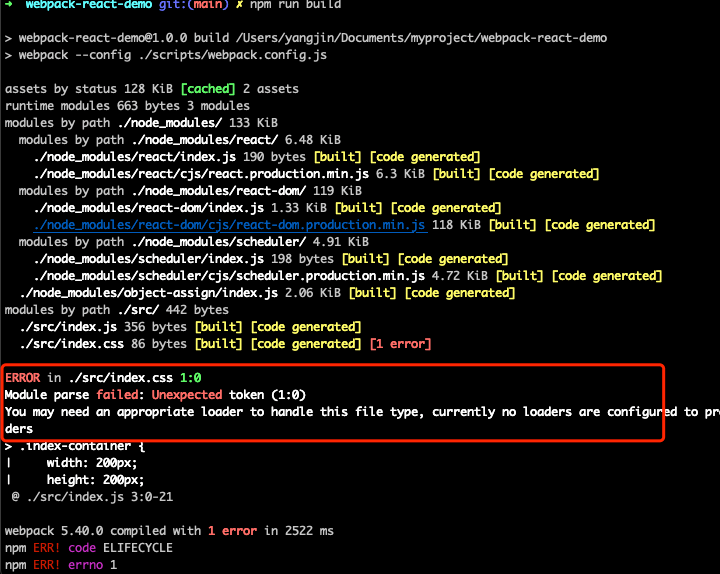 ➜  webpack-react-demo git:(main) ✗ npm run build
> webpack-react-demo@1.0.0 build /Users/yangjin/Documents/myproject/webpack-react-demo
> webpack --config ./scripts/webpack.config.js
assets by status 128 KiB [cached] 2 assets
runtime modules 663 bytes 3 modules
modules by path ./node_modules/ 133 KiB
  modules by path ./node_modules/react/ 6.48 KiB
    ./node_modules/react/index.js 190 bytes [built] [code generated]
    ./node_modules/react/cjs/react.production.min.js 6.3 KiB [built] [code generated]
  modules by path ./node_modules/react-dom/ 119 KiB
    ./node_modules/react-dom/index.js 1.33 KiB [built] [code generated]
    ./node_modules/react-dom/cjs/react-dom.production.min.js 118 KiB [built] [code generated]
  modules by path ./node_modules/scheduler/ 4.91 KiB
    ./node_modules/scheduler/index.js 198 bytes [built] [code generated]
    ./node_modules/scheduler/cjs/scheduler.production.min.js 4.72 KiB [built] [code generated]
  ./node_modules/object-assign/index.js 2.06 KiB [built] [code generated]
modules by path ./src/ 442 bytes
  ./src/index.js 356 bytes [built] [code generated]
  ./src/index.css 86 bytes [built] [code generated] [1 error]
ERROR in ./src/index.css 1:0
Module parse failed: Unexpected token (1:0)
You may need an appropriate loader to handle this file type, currently no loaders are configured to pr
ders
> .index-container {
|     width: 200px;
|     height: 200px;
 @ ./src/index.js 3:0-21
webpack 5.40.0 compiled with 1 error in 2522 ms
npm ERR! code ELIFECYCLE
npm ERR! errno 1